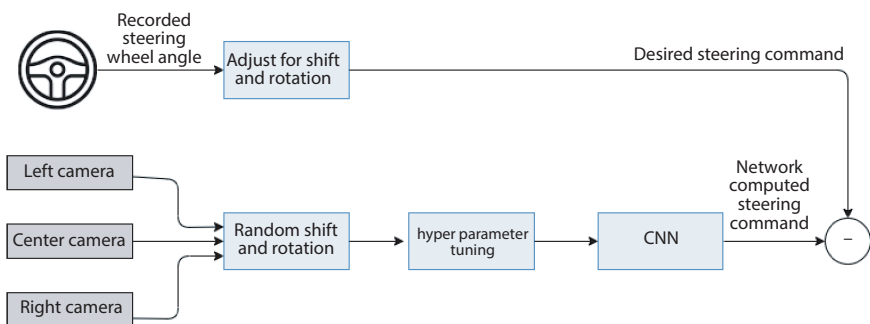 Recorded
steering
wheel angle
Adjust for shift
and rotation
Desired steering command
Left camera
Center camera
Right camera
Random shift
and rotation
hyper parameter
tuning
CNN
Network
computed
steering
command
–